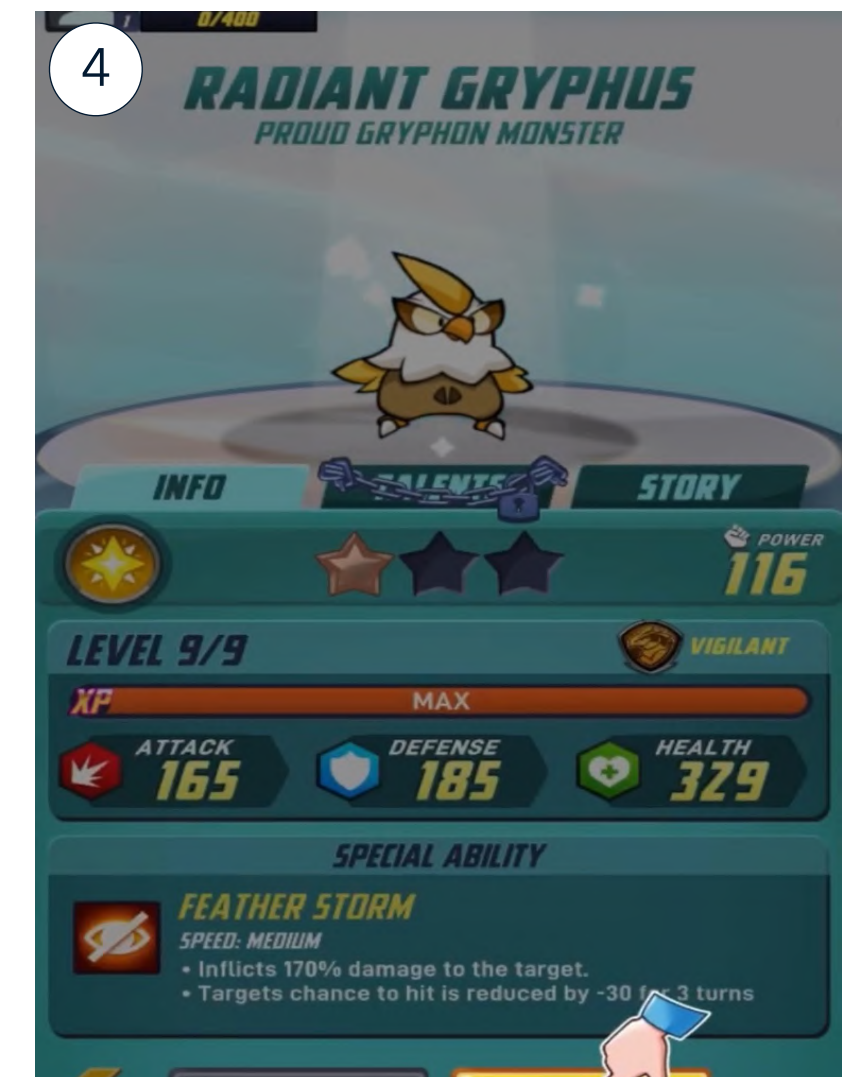 1 0/400
4
RADIANT GRYPHUS
PROUD GRYPHON MONSTER
INFO TALENTS STORY
POWER
116
LEVEL 9/9 VIGILANT
XP MAX
ATTACK DEFENSE HEALTH
165 185 329
SPECIAL ABILITY
FEATHER STORM
SPEED: MEDIUM
• Inflicts 170% damage to the target.
• Targets chance to hit is reduced by -30 for 3 turns